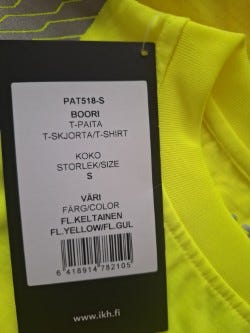 PAT518-S
BOORI
T-PAITA
T-SKJORTA/T-SHIRT
KOKO
STORLEK/SIZE
S
VÄRI
FÄRG/COLOR
FL.KELTAINEN
FL.YELLOW/FL.GUL
6 418914 782105
www.ikh.fi